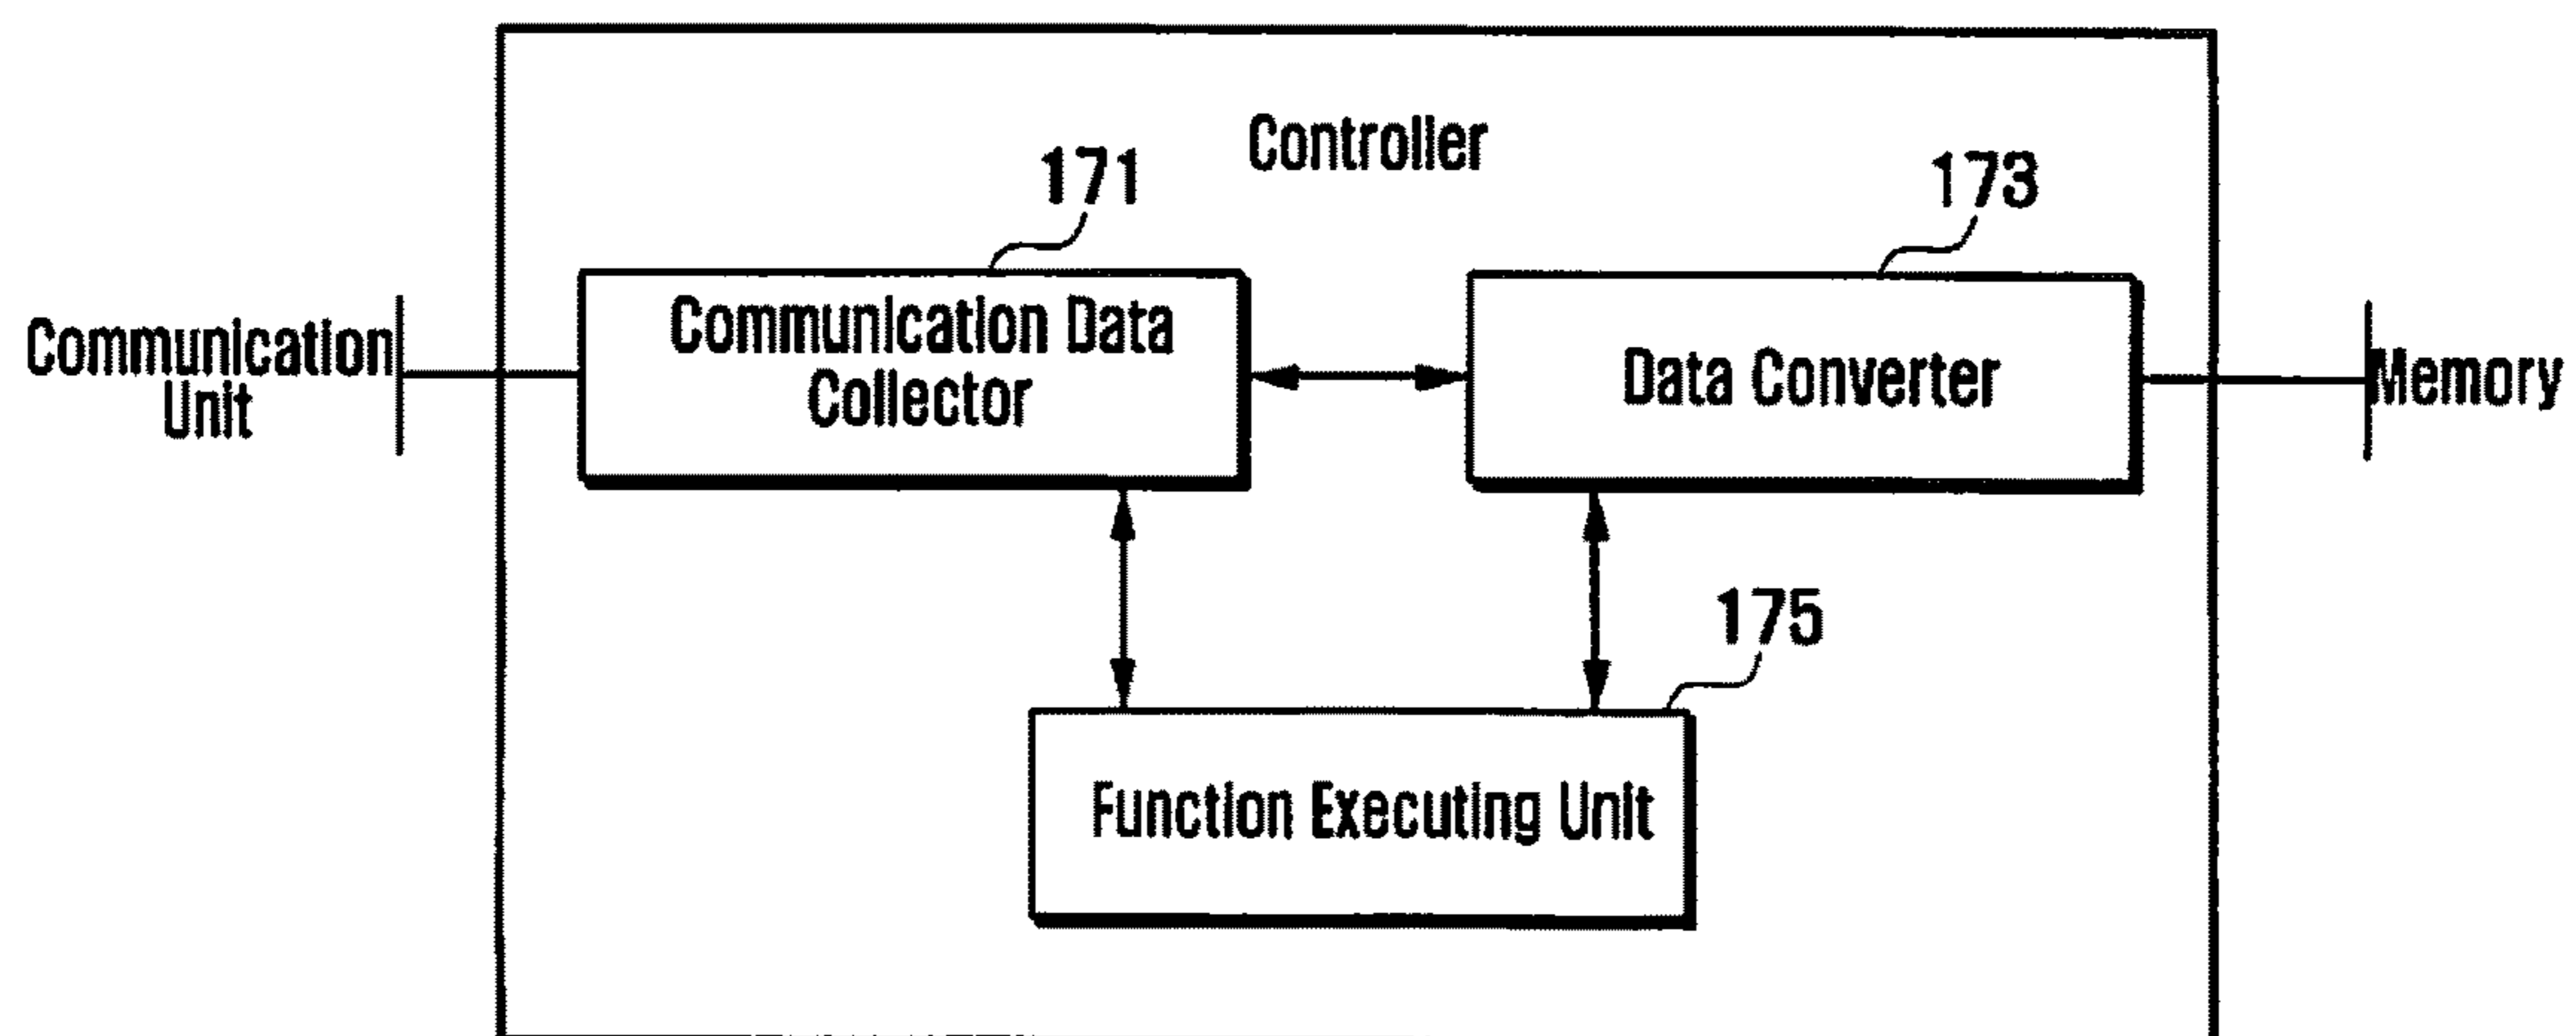 Controller
171
173
Communication Data
Collector
Data Converter
Communication
Unit
Memory
175
Function Executing Unit